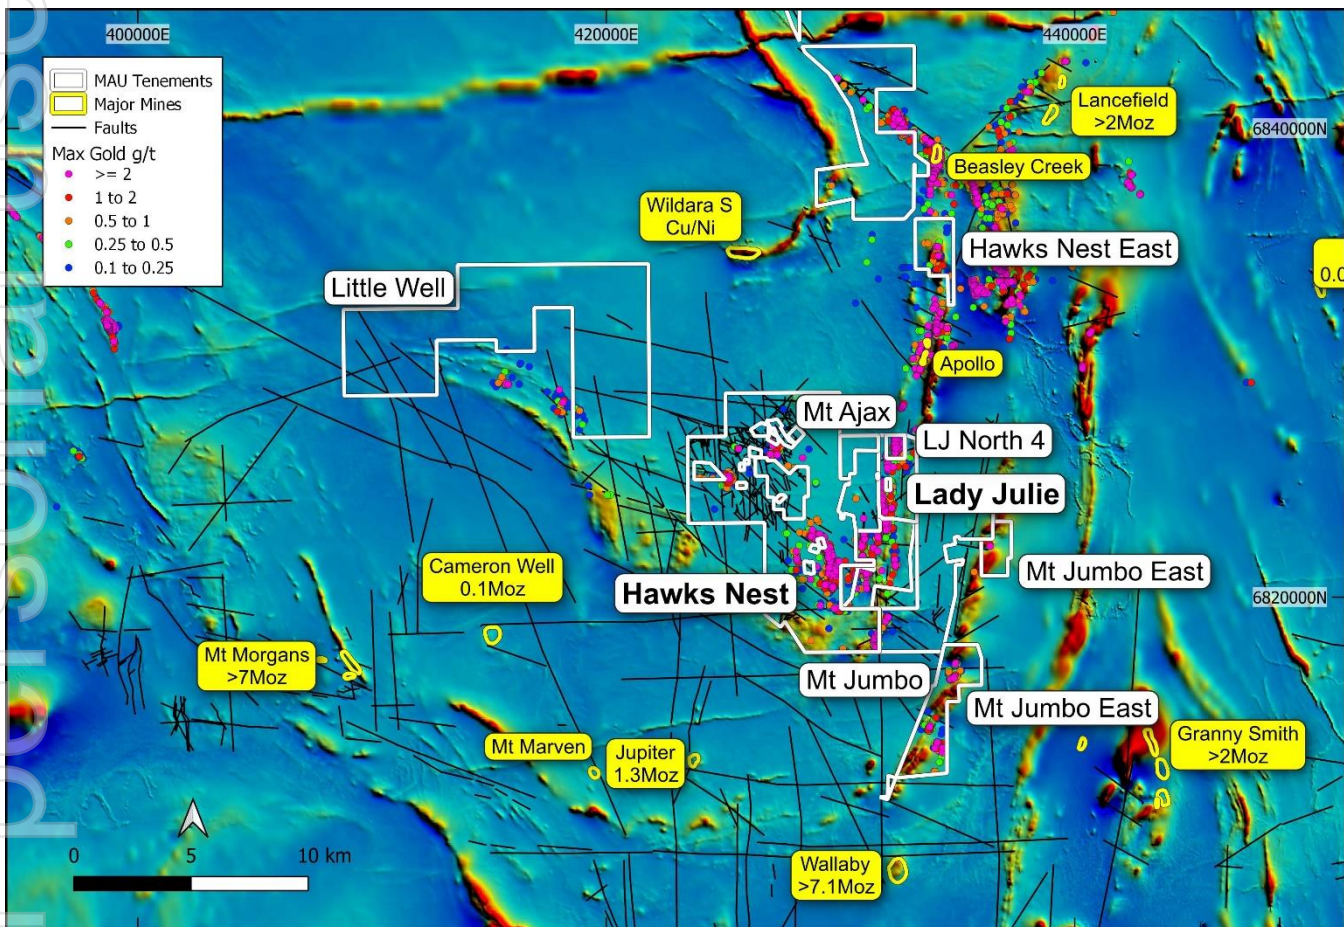 400000E
420000E
440000E
MAU Tenements
Major Mines
Faults
Max Gold g/t
>= 2
1 to 2
0.5 to 1
0.25 to 0.5
0.1 to 0.25
Lancefield
>2Moz
6840000N
Beasley Creek
Wildara S
Cu/Ni
Hawks Nest East
0.0
Little Well
Apollo
Mt Ajax
LJ North 4
Lady Julie
Cameron Well
0.1Moz
Hawks Nest
Mt Jumbo East
6820000N
Mt Morgans
>7Moz
Mt Jumbo
Mt Jumbo East
Mt Marven
Jupiter
1.3Moz
Granny Smith
>2Moz
0
5
10 km
Wallaby
>7.1Moz
personal use